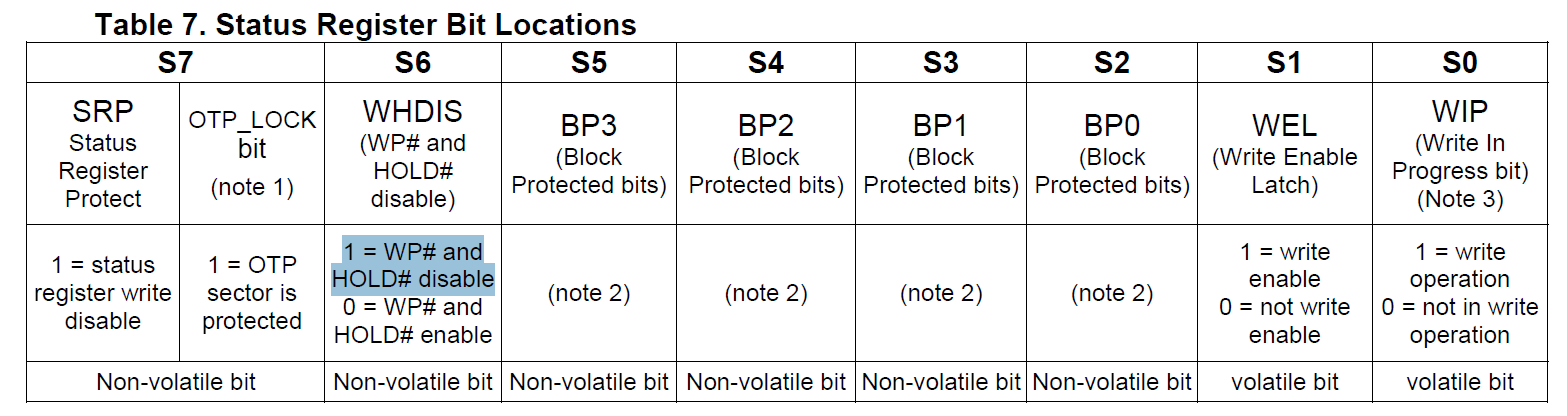 Table 7. Status Register Bit Locations
S7 S6 S5 S4 S3 S2 S1 S0
SRP
Status
Register
Protect
OTP_LOCK
bit
(note 1)
WHDIS
(WP# and
HOLD#
disable)
BP3
(Block
Protected bits)
BP2
(Block
Protected bits)
BP1
(Block
Protected bits)
BP0
(Block
Protected bits)
WEL
(Write Enable
Latch)
WIP
(Write In
Progress bit)
(Note 3)
1 = status
register write
disable
1 = OTP
sector is
protected
1 = WP# and
HOLD# disable
0 = WP# and
HOLD# enable
(note 2)
(note 2)
(note 2)
(note 2)
1 = write
enable
0 = not write
enable
1 = write
operation
0 = not in write
operation
Non-volatile bit
Non-volatile bit
Non-volatile bit
Non-volatile bit
Non-volatile bit
Non-volatile bit
volatile bit
volatile bit